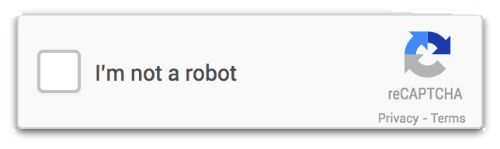 I'm not a robot
reCAPTCHA
Privacy - Terms